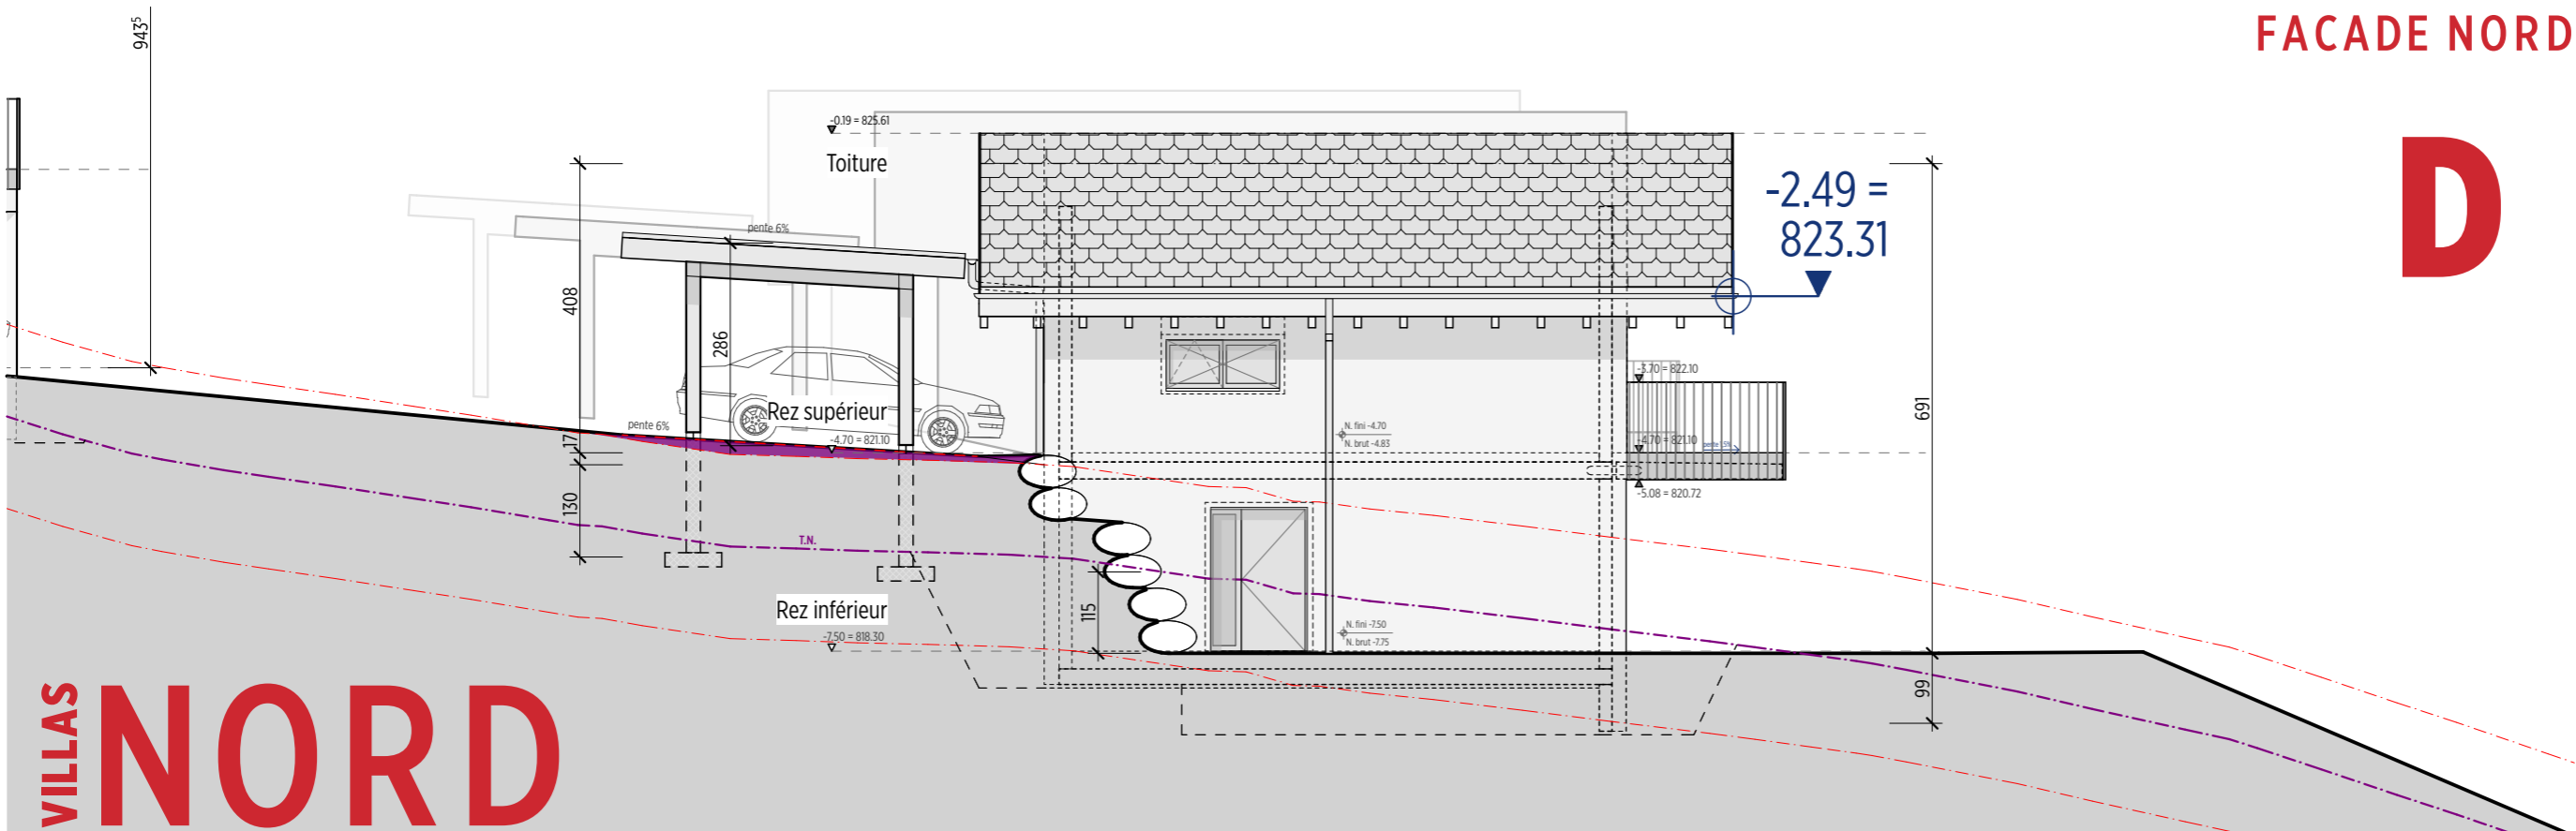 943⁵
FACADE NORD
D
-0.19 = 825.61
Toiture
-2.49 =
823.31
pente 6%
408
286
691
-3.70 = 822.10
Rez supérieur
pente 6%
-4.70 = 821.10
N. fini -4.70
N. brut -4.83
-4.70 = 821.10
pente 1.5%
17
-5.08 = 820.72
130
T.N.
Rez inférieur
115
-7.50 = 818.30
N. fini -7.50
N. brut -7.75
99
VILLAS
NORD